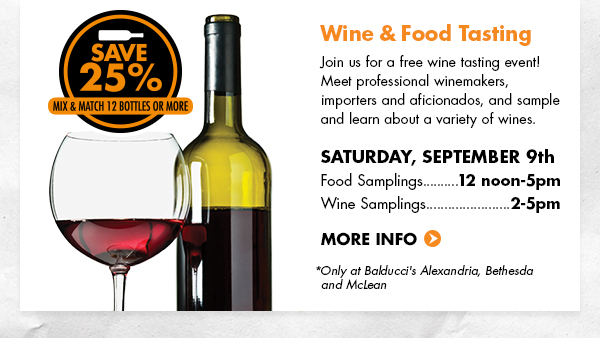 SAVE
25%
MIX & MATCH 12 BOTTLES OR MORE
Wine & Food Tasting
Join us for a free wine tasting event!
Meet professional winemakers,
importers and aficionados, and sample
and learn about a variety of wines.
SATURDAY, SEPTEMBER 9th
Food Samplings..........12 noon-5pm
Wine Samplings.......................2-5pm
MORE INFO
*Only at Balducci's Alexandria, Bethesda
and McLean